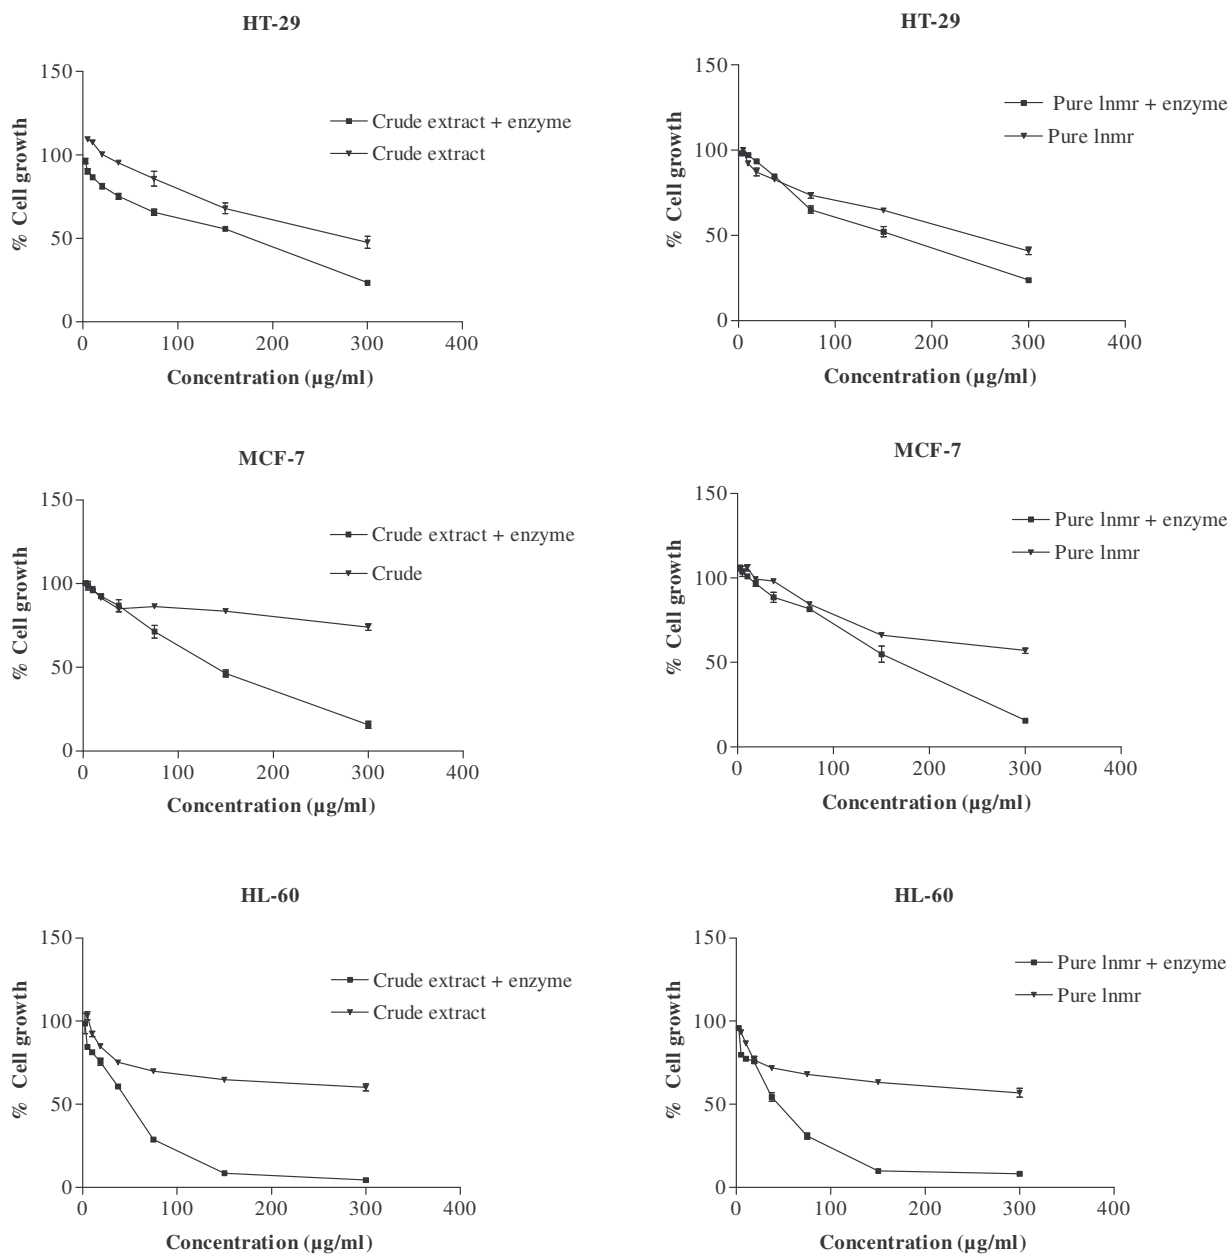 HT-29
150
100
50
0
% Cell growth
0 100 200 300 400
Concentration (µg/ml)
Crude extract + enzyme
Crude extract
HT-29
150
100
50
0
% Cell growth
0 100 200 300 400
Concentration (µg/ml)
Pure lnmr + enzyme
Pure lnmr
MCF-7
150
100
50
0
% Cell growth
0 100 200 300 400
Concentration (µg/ml)
Crude extract + enzyme
Crude
MCF-7
150
100
50
0
% Cell growth
0 100 200 300 400
Concentration (µg/ml)
Pure lnmr + enzyme
Pure lnmr
HL-60
150
100
50
0
% Cell growth
0 100 200 300 400
Concentration (µg/ml)
Crude extract + enzyme
Crude extract
HL-60
150
100
50
0
% Cell growth
0 100 200 300 400
Concentration (µg/ml)
Pure lnmr + enzyme
Pure lnmr